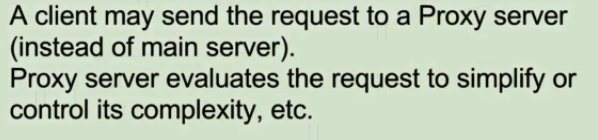 A client may send the request to a Proxy server
(instead of main server).
Proxy server evaluates the request to simplify or
control its complexity, etc.